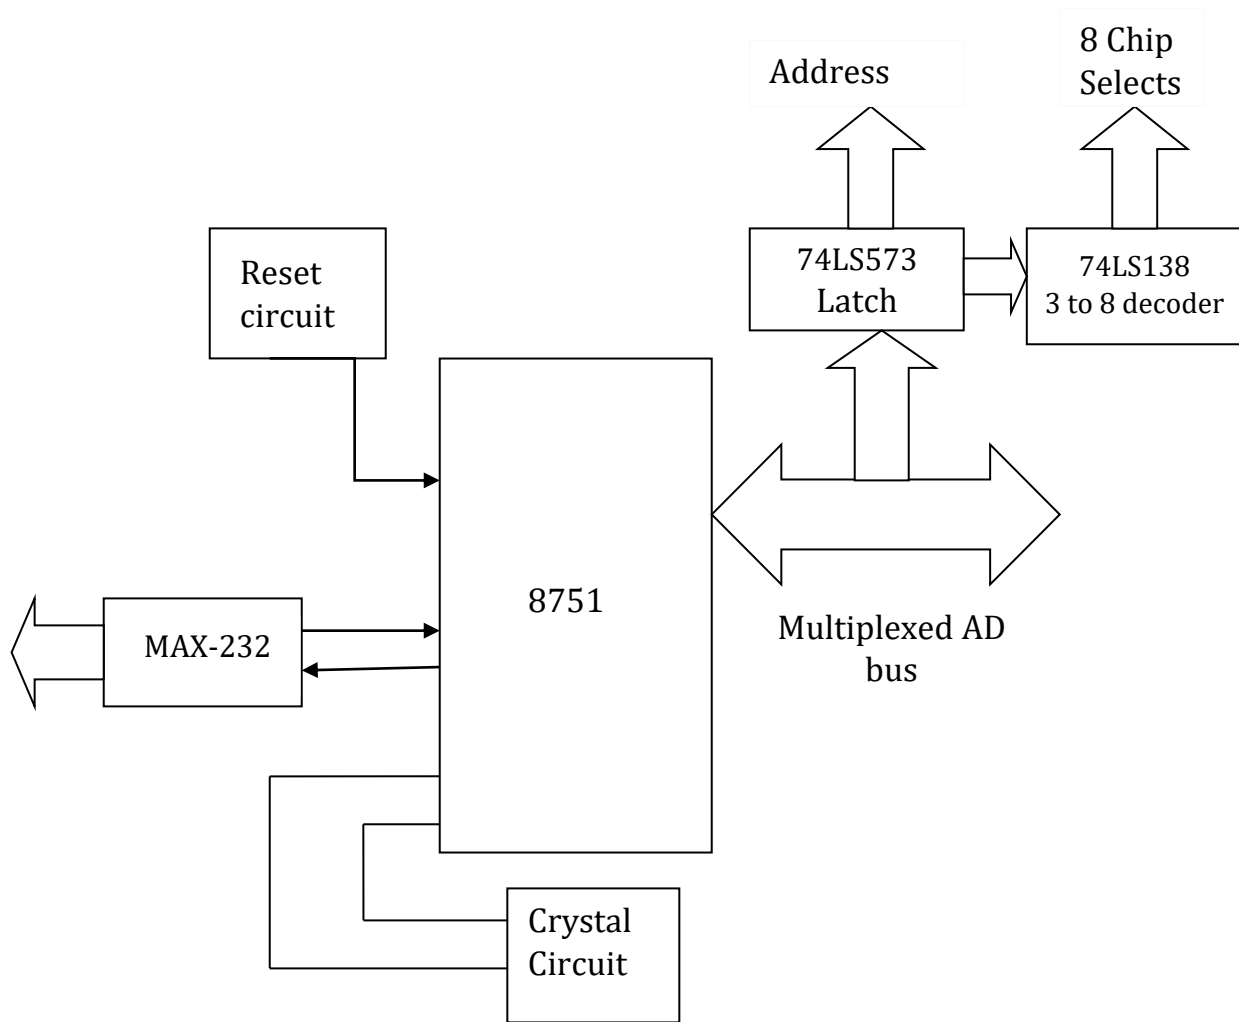 Address
8 Chip
Selects
Reset
circuit
74LS573
Latch
74LS138
3 to 8 decoder
8751
MAX-232
Multiplexed AD
bus
Crystal
Circuit